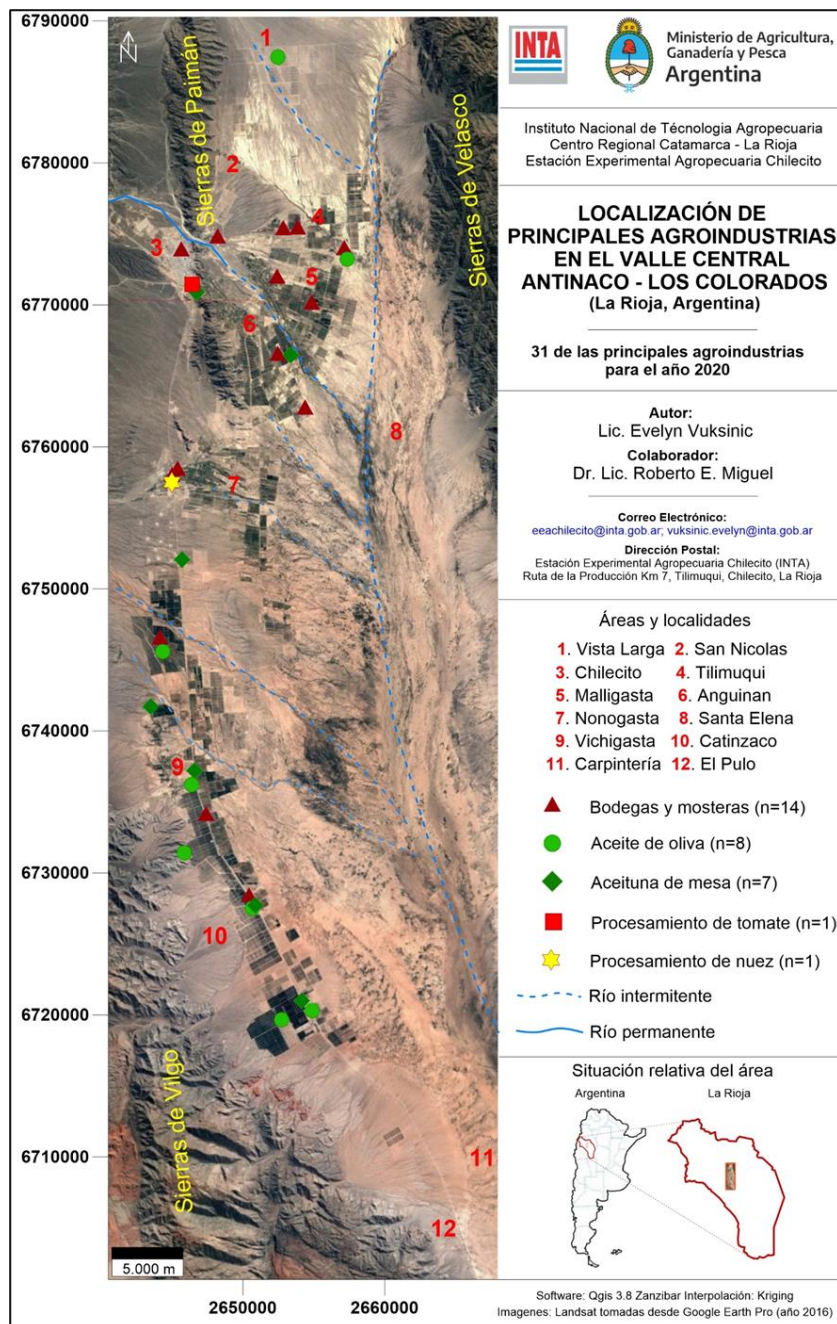 6790000
6780000
6770000
6760000
6750000
6740000
6730000
6720000
6710000
2650000
2660000
N
Sierras de Paimán
Sierras de Velasco
Sierras de Vilgo
1
2
3
4
5
6
7
8
9
10
11
12
5.000 m
INTA
Ministerio de Agricultura,
Ganadería y Pesca
Argentina
Instituto Nacional de Técnologia Agropecuaria
Centro Regional Catamarca - La Rioja
Estación Experimental Agropecuaria Chilecito
LOCALIZACIÓN DE
PRINCIPALES AGROINDUSTRIAS
EN EL VALLE CENTRAL
ANTINACO - LOS COLORADOS
(La Rioja, Argentina)
31 de las principales agroindustrias
para el año 2020
Autor:
Lic. Evelyn Vuksinic
Colaborador:
Dr. Lic. Roberto E. Miguel
Correo Electrónico:
eeachilecito@inta.gob.ar; vuksinic.evelyn@inta.gob.ar
Dirección Postal:
Estación Experimental Agropecuaria Chilecito (INTA)
Ruta de la Producción Km 7, Tilimuqui, Chilecito, La Rioja
Áreas y localidades
1. Vista Larga 2. San Nicolas
3. Chilecito 4. Tilimuqui
5. Malligasta 6. Anguinan
7. Nonogasta 8. Santa Elena
9. Vichigasta 10. Catinzaco
11. Carpintería 12. El Pulo
Bodegas y mosteras (n=14)
Aceite de oliva (n=8)
Aceituna de mesa (n=7)
Procesamiento de tomate (n=1)
Procesamiento de nuez (n=1)
Río intermitente
Río permanente
Situación relativa del área
Argentina La Rioja
Software: Qgis 3.8 Zanzibar Interpolación: Kriging
Imagenes: Landsat tomadas desde Google Earth Pro (año 2016)